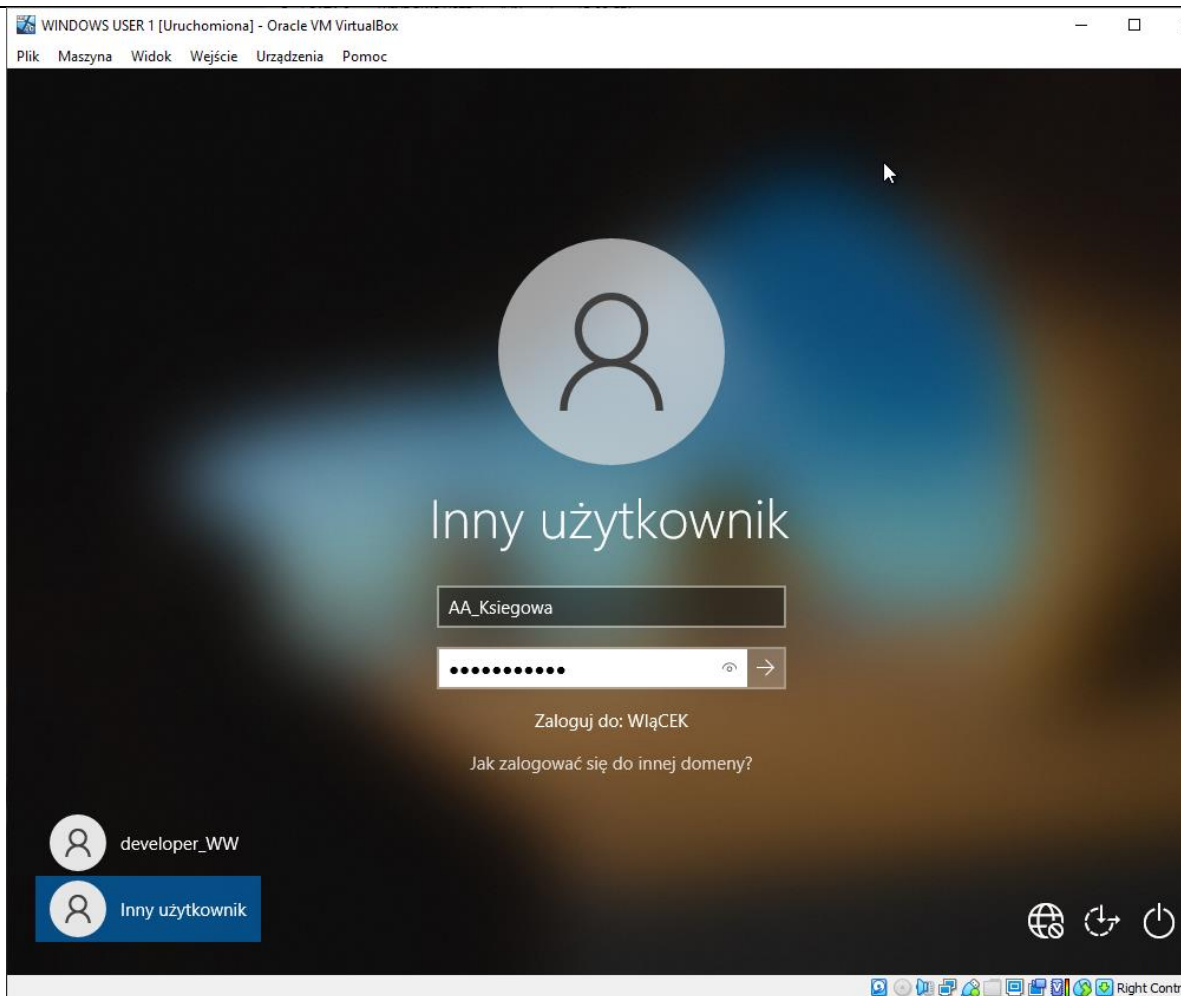 WINDOWS USER 1 [Uruchomiona] - Oracle VM VirtualBox
Plik Maszyna Widok Wejście Urządzenia Pomoc
Inny użytkownik
AA_Ksiegowa
Zaloguj do: WIąCEK
Jak zalogować się do innej domeny?
developer_WW
Inny użytkownik
Right Contr